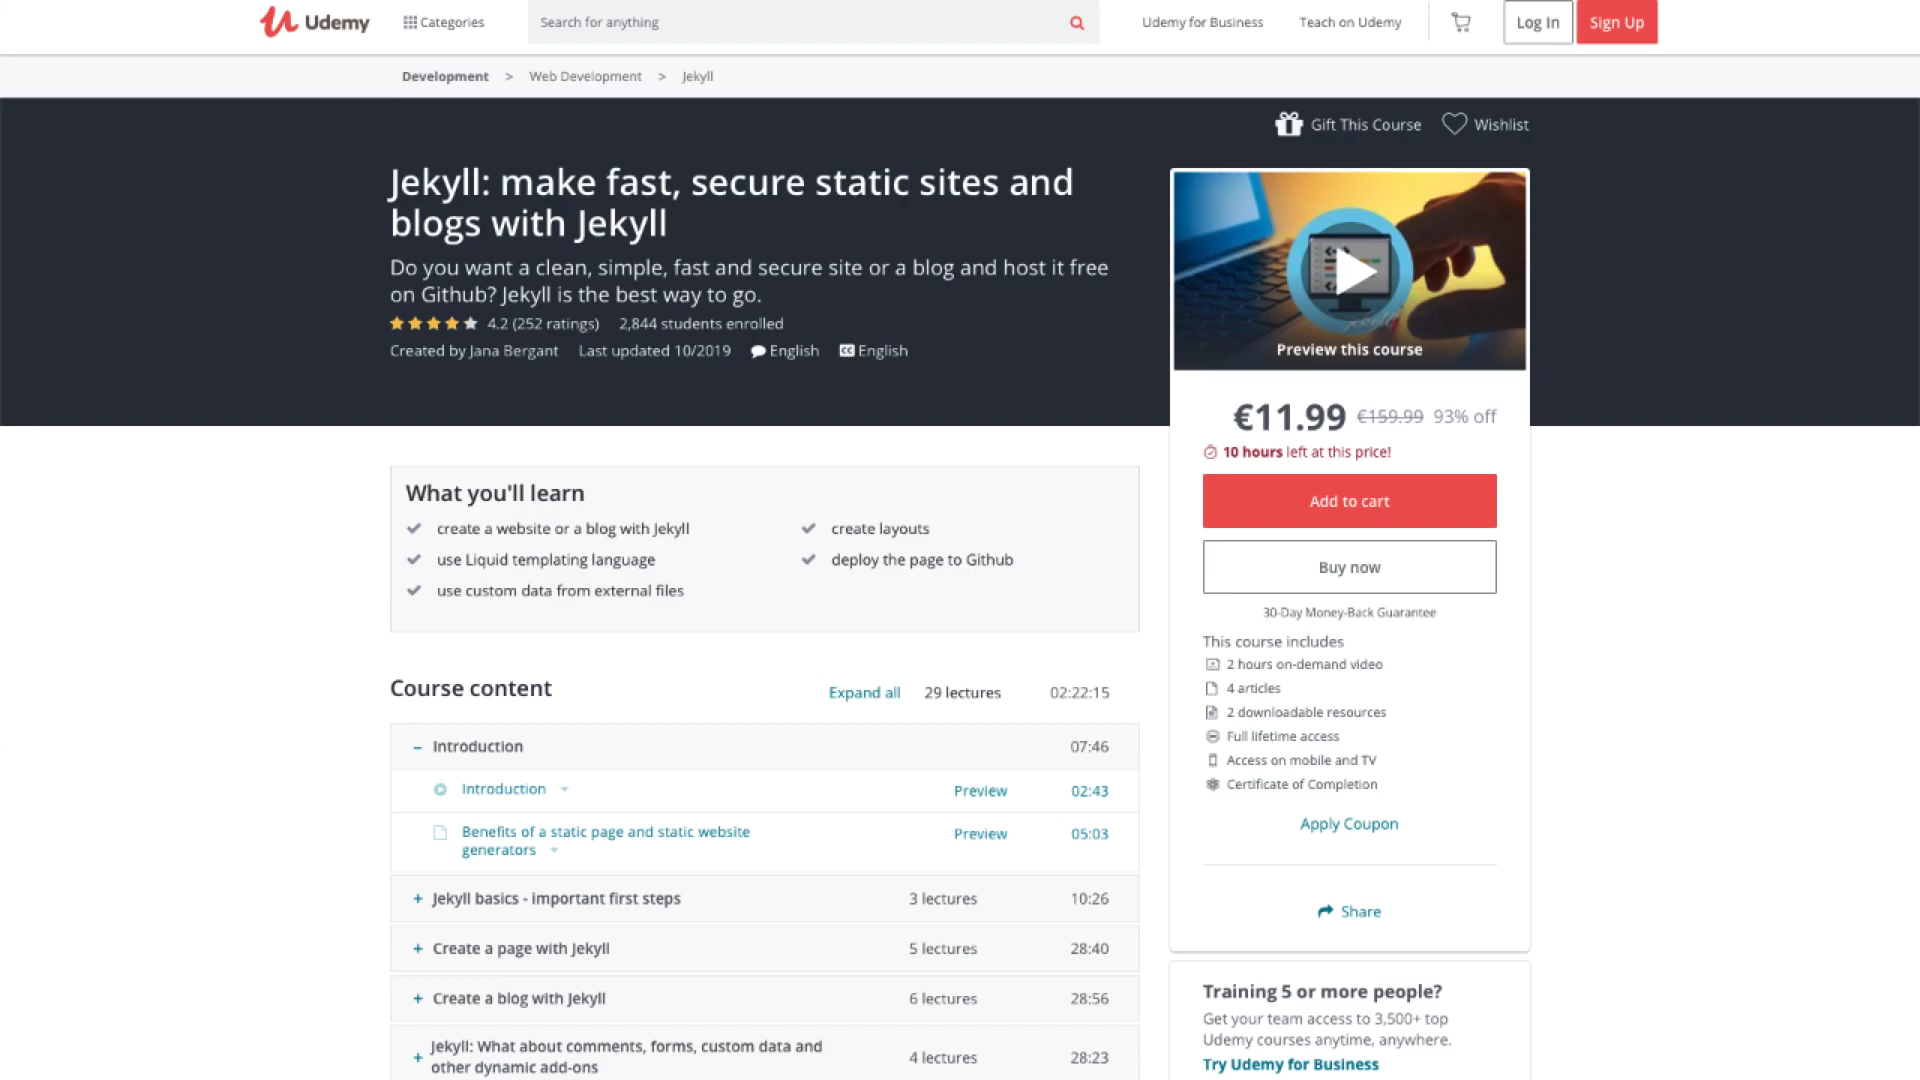 Udemy
Categories
Search for anything
Udemy for Business
Teach on Udemy
Log In
Sign Up
Development > Web Development > Jekyll
Gift This Course
Wishlist
Jekyll: make fast, secure static sites and
blogs with Jekyll
Do you want a clean, simple, fast and secure site or a blog and host it free
on Github? Jekyll is the best way to go.
4.2 (252 ratings) 2,844 students enrolled
Created by Jana Bergant Last updated 10/2019 English CC English
Preview this course
€11.99 €159.99 93% off
10 hours left at this price!
Add to cart
Buy now
30-Day Money-Back Guarantee
This course includes
2 hours on-demand video
4 articles
2 downloadable resources
Full lifetime access
Access on mobile and TV
Certificate of Completion
Apply Coupon
Share
Training 5 or more people?
Get your team access to 3,500+ top
Udemy courses anytime, anywhere.
Try Udemy for Business
What you'll learn
create a website or a blog with Jekyll
use Liquid templating language
use custom data from external files
create layouts
deploy the page to Github
Course content
Expand all 29 lectures 02:22:15
– Introduction 07:46
Introduction Preview 02:43
Benefits of a static page and static website
generators Preview 05:03
+ Jekyll basics - important first steps 3 lectures 10:26
+ Create a page with Jekyll 5 lectures 28:40
+ Create a blog with Jekyll 6 lectures 28:56
+ Jekyll: What about comments, forms, custom data and
other dynamic add-ons 4 lectures 28:23